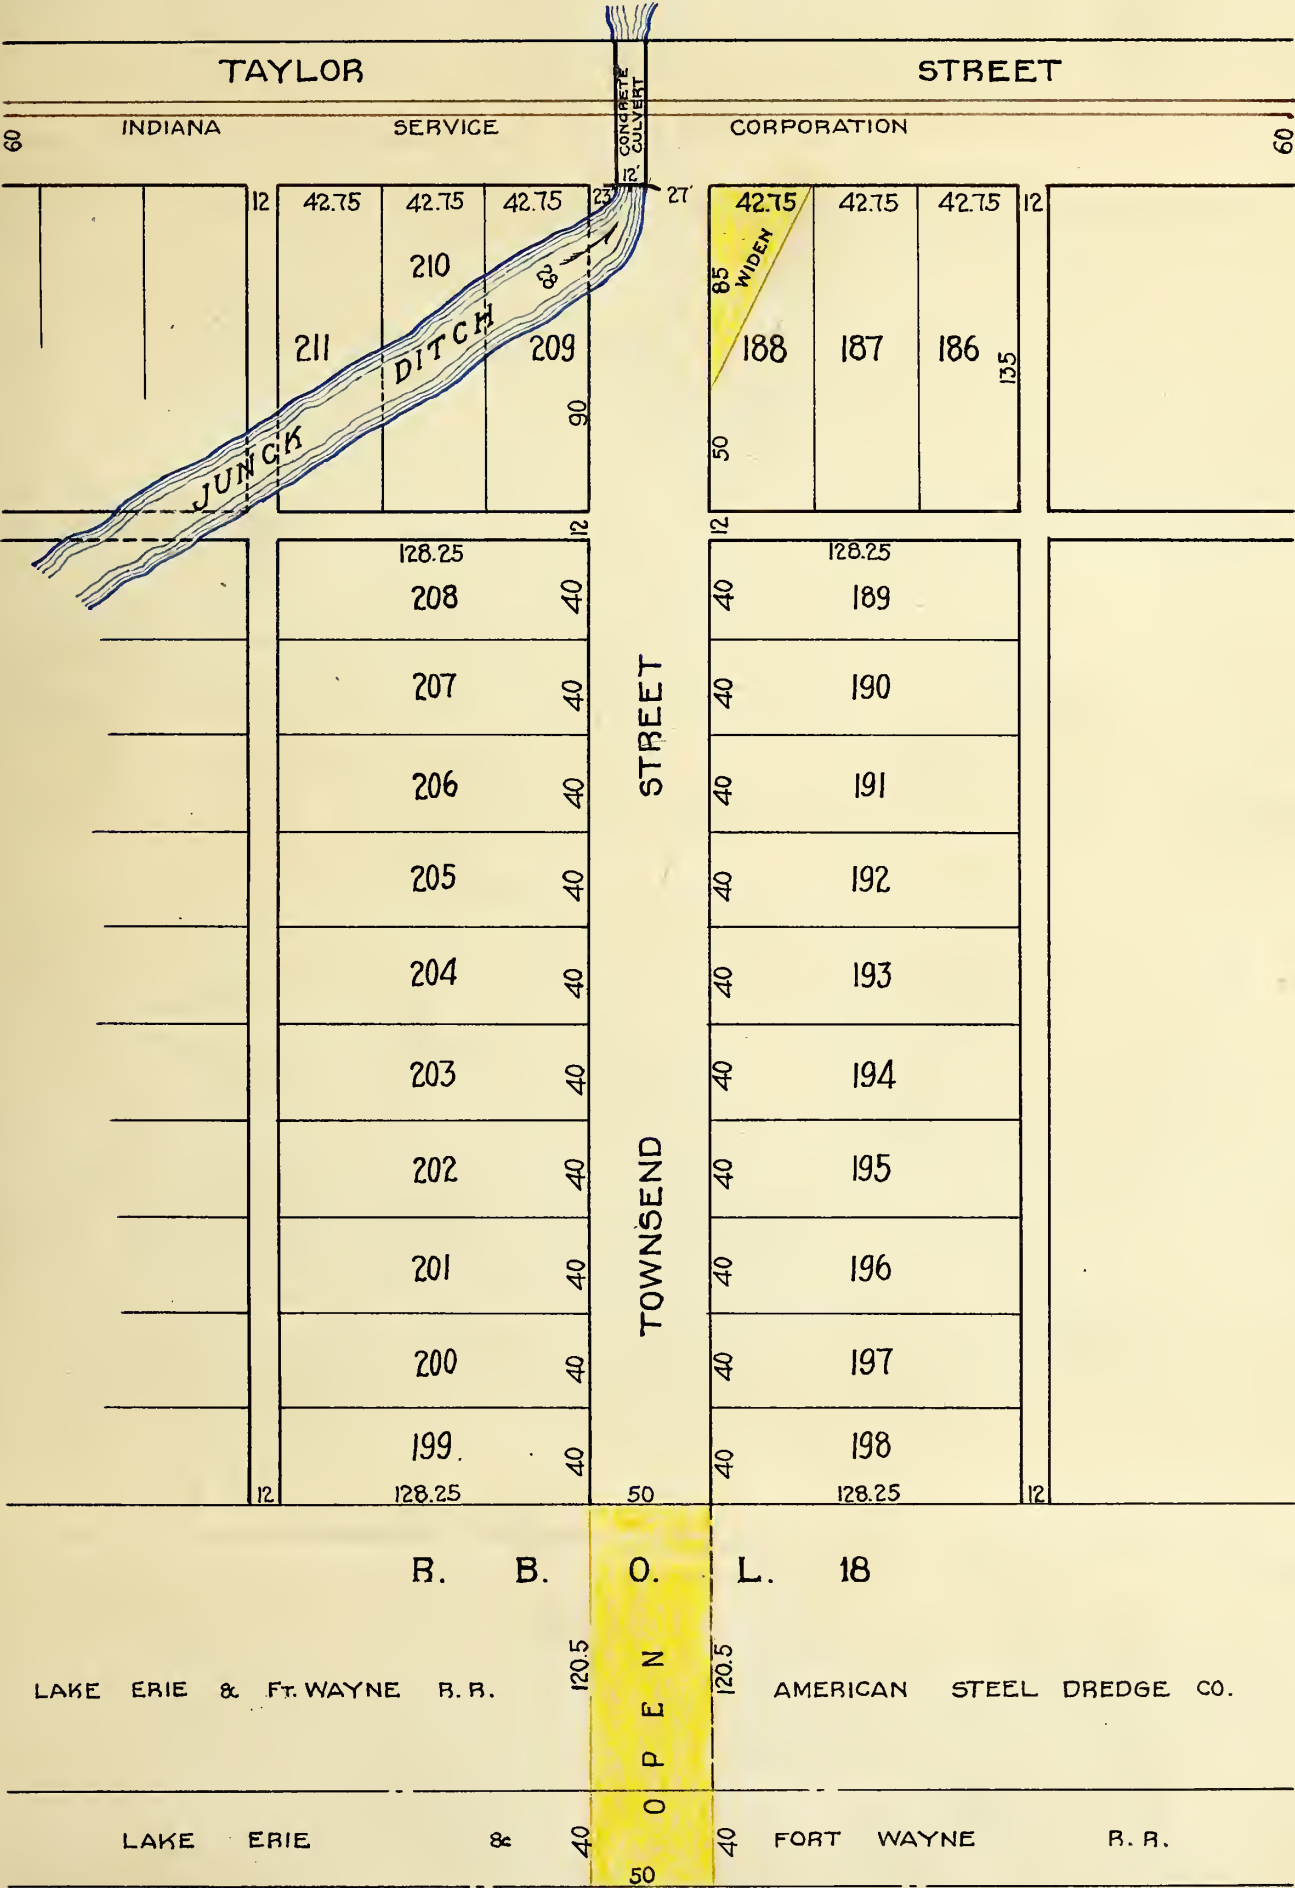 TAYLOR STREET
CONCRETE
CULVERT
12'
INDIANA SERVICE CORPORATION
60
60
12 42.75 42.75 42.75 23' 27' 42.75 42.75 42.75 12
210
85
WIDEN
28
JUNCK DITCH
211 209 188 187 186
135
90
50
12 12
128.25 128.25
208 40 40 189
207 40 40 190
206 40 40 191
205 40 40 192
204 40 40 193
203 40 40 194
202 40 40 195
201 40 40 196
200 40 40 197
199. 40 40 198
TOWNSEND STREET
12 128.25 50 128.25 12
R. B. O. L. 18
120.5 120.5
OPEN
LAKE ERIE & FT. WAYNE R.R. AMERICAN STEEL DREDGE CO.
LAKE ERIE & 40 40 FORT WAYNE R.R.
50